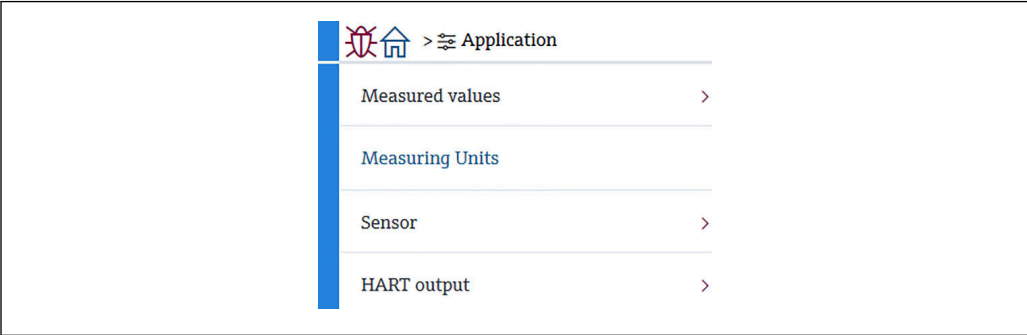 > Application
Measured values
Measuring Units
Sensor
HART output